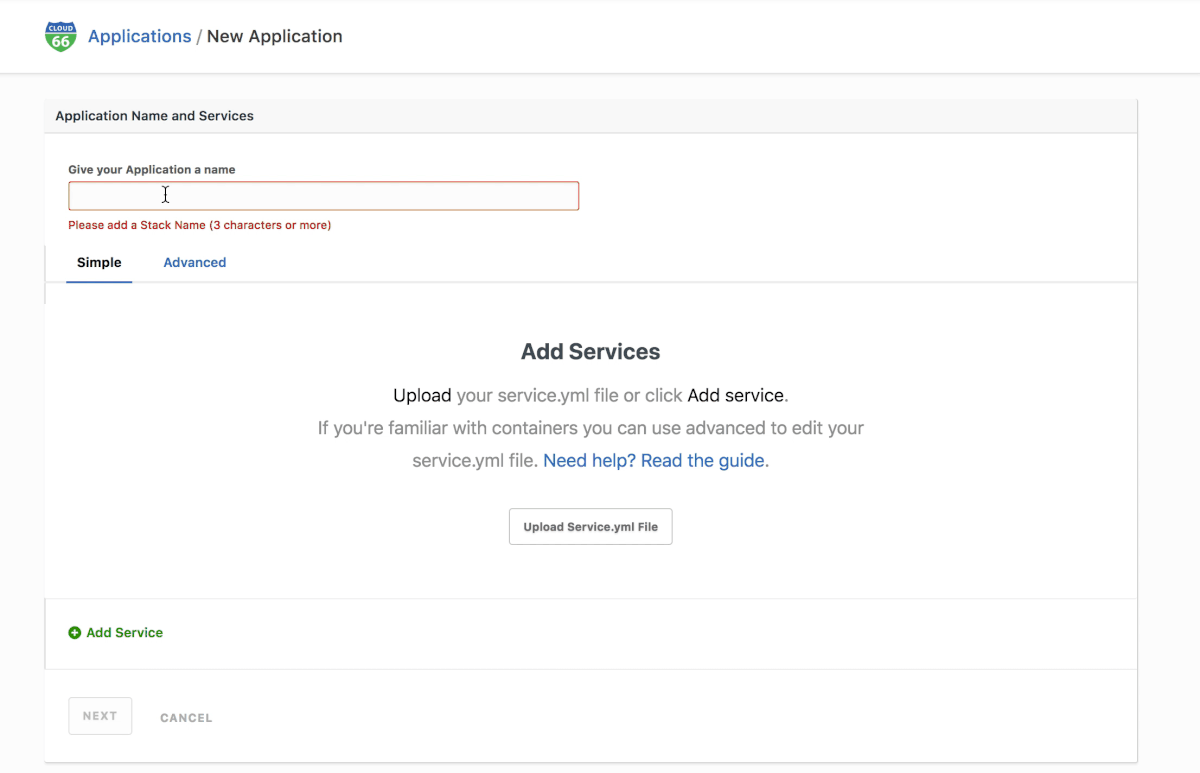 CLOUD
66
Applications / New Application
Application Name and Services
Give your Application a name
Please add a Stack Name (3 characters or more)
Simple
Advanced
Add Services
Upload your service.yml file or click Add service.
If you're familiar with containers you can use advanced to edit your
service.yml file. Need help? Read the guide.
Upload Service.yml File
Add Service
NEXT
CANCEL